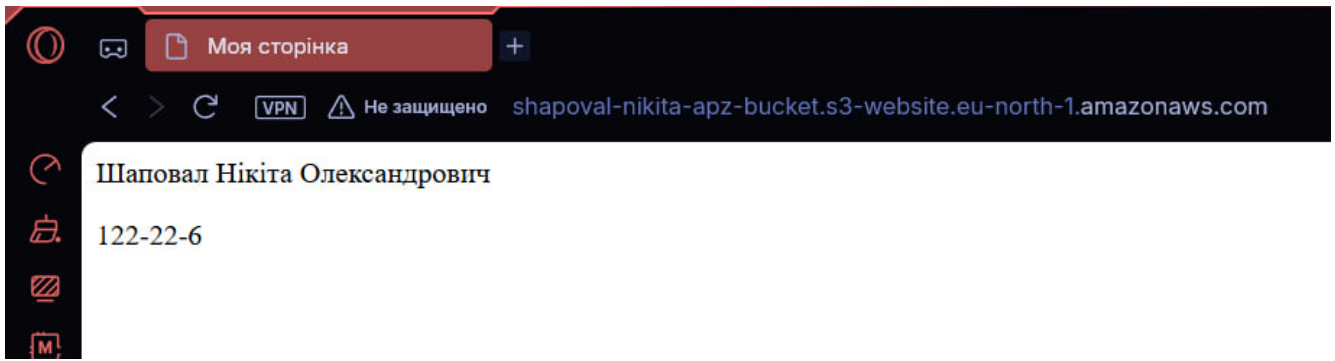 Моя сторінка
VPN Не защищено shapoval-nikita-apz-bucket.s3-website.eu-north-1.amazonaws.com
Шаповал Нікіта Олександрович
122-22-6
M